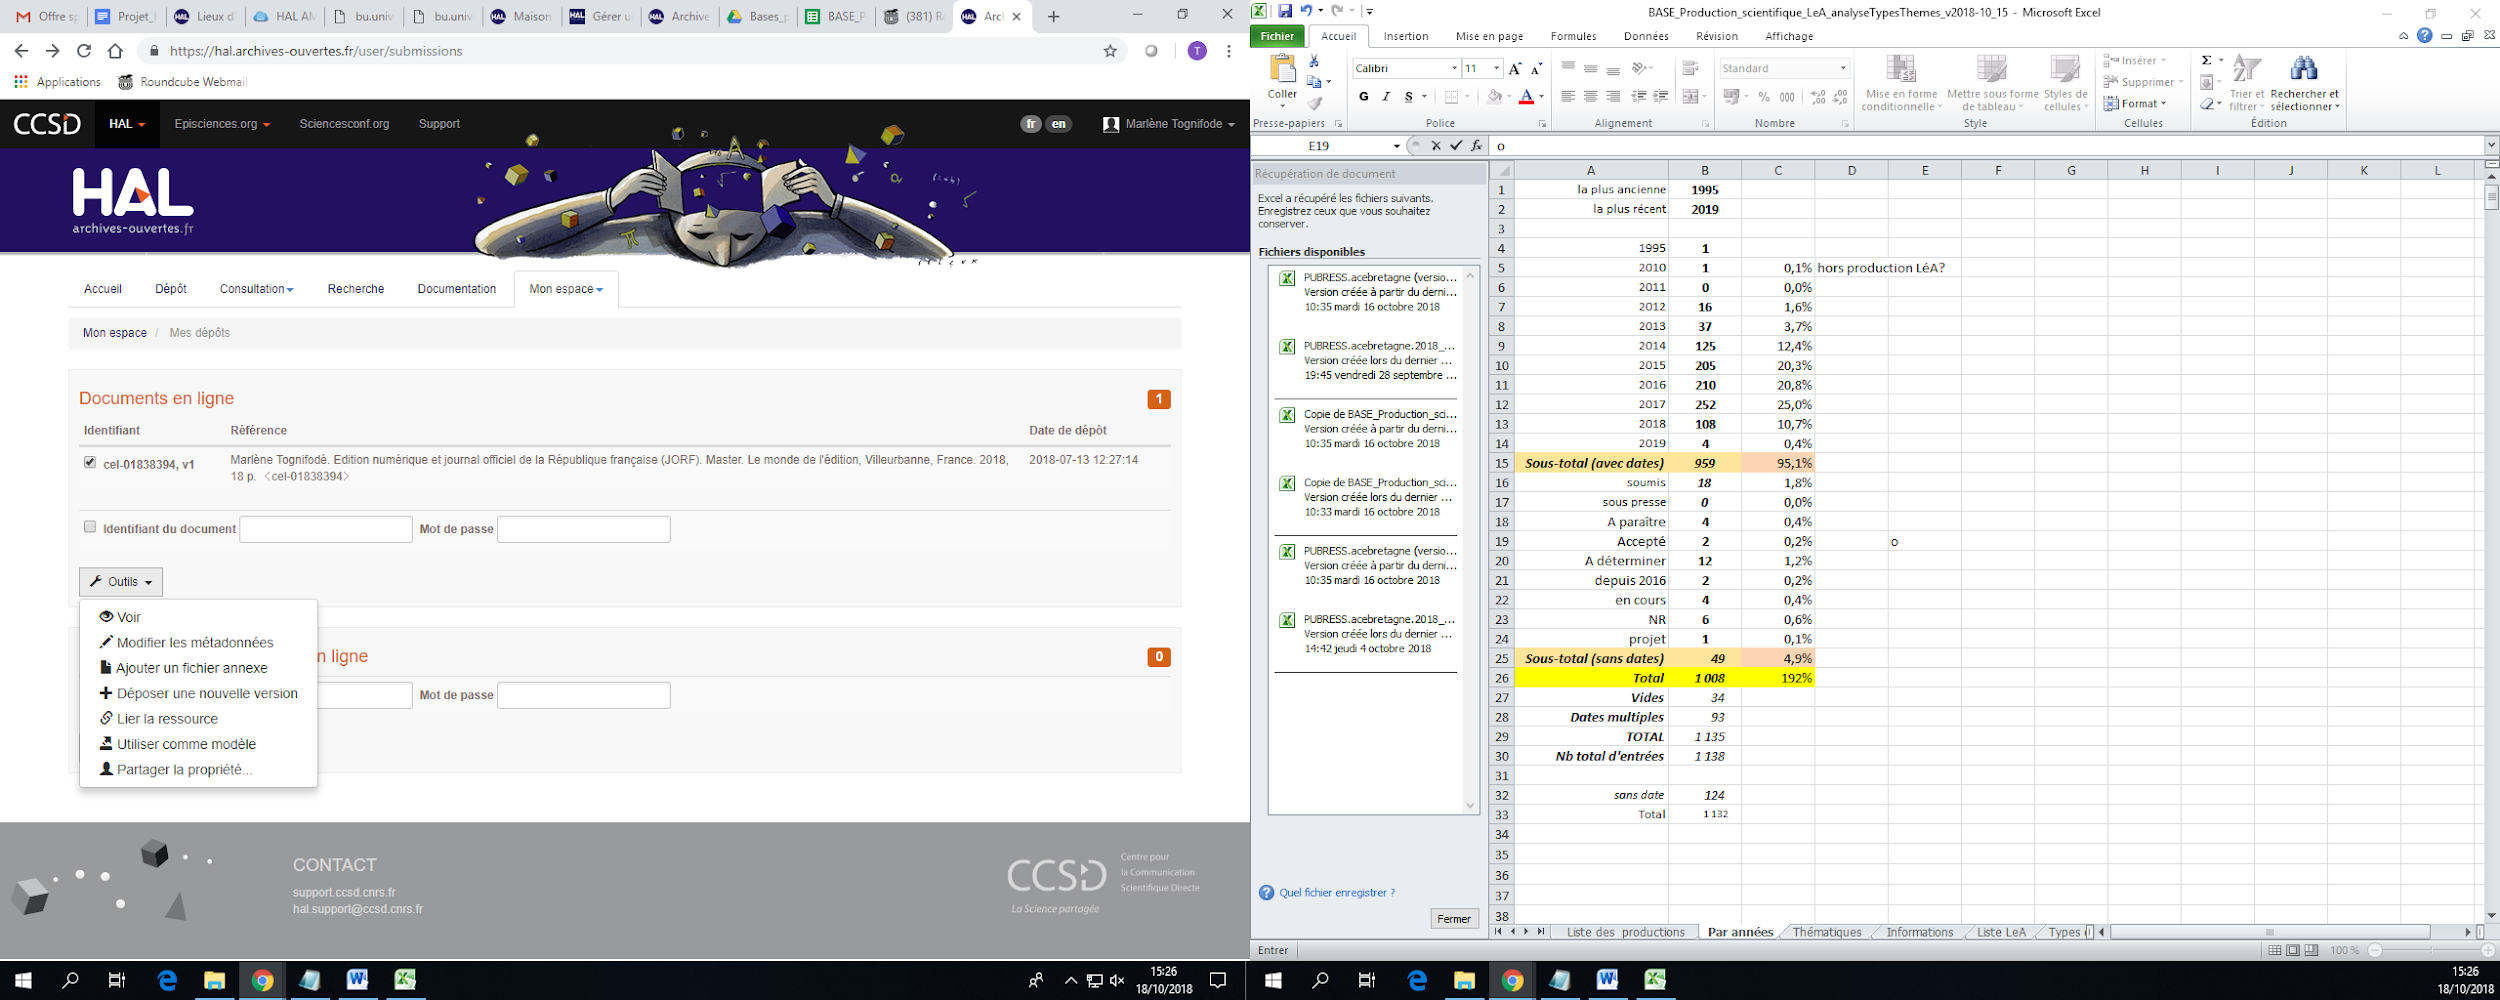 Offre sp
Projet_
Lieux d'
HAL AM
bu.univ
bu.univ
Maison
Gérer u
Archive
Bases_p
BASE_P
(381) R
Arc
https://hal.archives-ouvertes.fr/user/submissions
T
Applications
Roundcube Webmail
CCSD
HAL
Episciences.org
Sciencesconf.org
Support
fr
en
Marlène Tognifode
HAL
archives-ouvertes.fr
Accueil
Dépôt
Consultation
Recherche
Documentation
Mon espace
Mon espace / Mes dépôts
Documents en ligne
1
Identifiant
Référence
Date de dépôt
cel-01838394, v1
Marlène Tognifodé. Edition numérique et journal officiel de la République française (JORF). Master. Le monde de l'édition, Villeurbanne, France. 2018,
18 p. <cel-01838394>
2018-07-13 12:27:14
Identifiant du document
Mot de passe
Outils
Voir
Modifier les métadonnées
Ajouter un fichier annexe
Déposer une nouvelle version
Lier la ressource
Utiliser comme modèle
Partager la propriété...
n ligne
0
Mot de passe
CONTACT
support.ccsd.cnrs.fr
hal.support@ccsd.cnrs.fr
CCSD
Centre pour
la Communication
Scientifique Directe
La Science partagée
15:26
18/10/2018
BASE_Production_scientifique_LeA_analyseTypesThemes_v2018-10_15 - Microsoft Excel
Fichier
Accueil
Insertion
Mise en page
Formules
Données
Révision
Affichage
Coller
Presse-papiers
Calibri
11
G I S
Police
Alignement
Standard
% 000
Nombre
Mise en forme
conditionnelle
Mettre sous forme
de tableau
Styles de
cellules
Style
Insérer
Supprimer
Format
Cellules
Trier et
filtrer
Rechercher et
sélectionner
Édition
E19
fx
o
Récupération de document
Excel a récupéré les fichiers suivants.
Enregistrez ceux que vous souhaitez
conserver.
Fichiers disponibles
PUBRESS.acebretagne (versio...
Version créée à partir du derni...
10:35 mardi 16 octobre 2018
PUBRESS.acebretagne.2018_...
Version créée lors du dernier ...
19:45 vendredi 28 septembre ...
Copie de BASE_Production_sci...
Version créée à partir du derni...
10:35 mardi 16 octobre 2018
Copie de BASE_Production_sci...
Version créée lors du dernier ...
10:33 mardi 16 octobre 2018
PUBRESS.acebretagne (versio...
Version créée à partir du derni...
10:35 mardi 16 octobre 2018
PUBRESS.acebretagne.2018_...
Version créée lors du dernier ...
14:42 jeudi 4 octobre 2018
Quel fichier enregistrer ?
Fermer
A B C D E F G H I J K L
1 la plus ancienne 1995
2 la plus récent 2019
3
4 1995 1
5 2010 1 0,1% hors production LéA?
6 2011 0 0,0%
7 2012 16 1,6%
8 2013 37 3,7%
9 2014 125 12,4%
10 2015 205 20,3%
11 2016 210 20,8%
12 2017 252 25,0%
13 2018 108 10,7%
14 2019 4 0,4%
15 Sous-total (avec dates) 959 95,1%
16 soumis 18 1,8%
17 sous presse 0 0,0%
18 A paraître 4 0,4%
19 Accepté 2 0,2% o
20 A déterminer 12 1,2%
21 depuis 2016 2 0,2%
22 en cours 4 0,4%
23 NR 6 0,6%
24 projet 1 0,1%
25 Sous-total (sans dates) 49 4,9%
26 Total 1 008 192%
27 Vides 34
28 Dates multiples 93
29 TOTAL 1 135
30 Nb total d'entrées 1 138
31
32 sans date 124
33 Total 1 132
34
35
36
37
38
Liste des productions
Par années
Thématiques
Informations
Liste LeA
Types
Entrer
100 %
15:26
18/10/2018